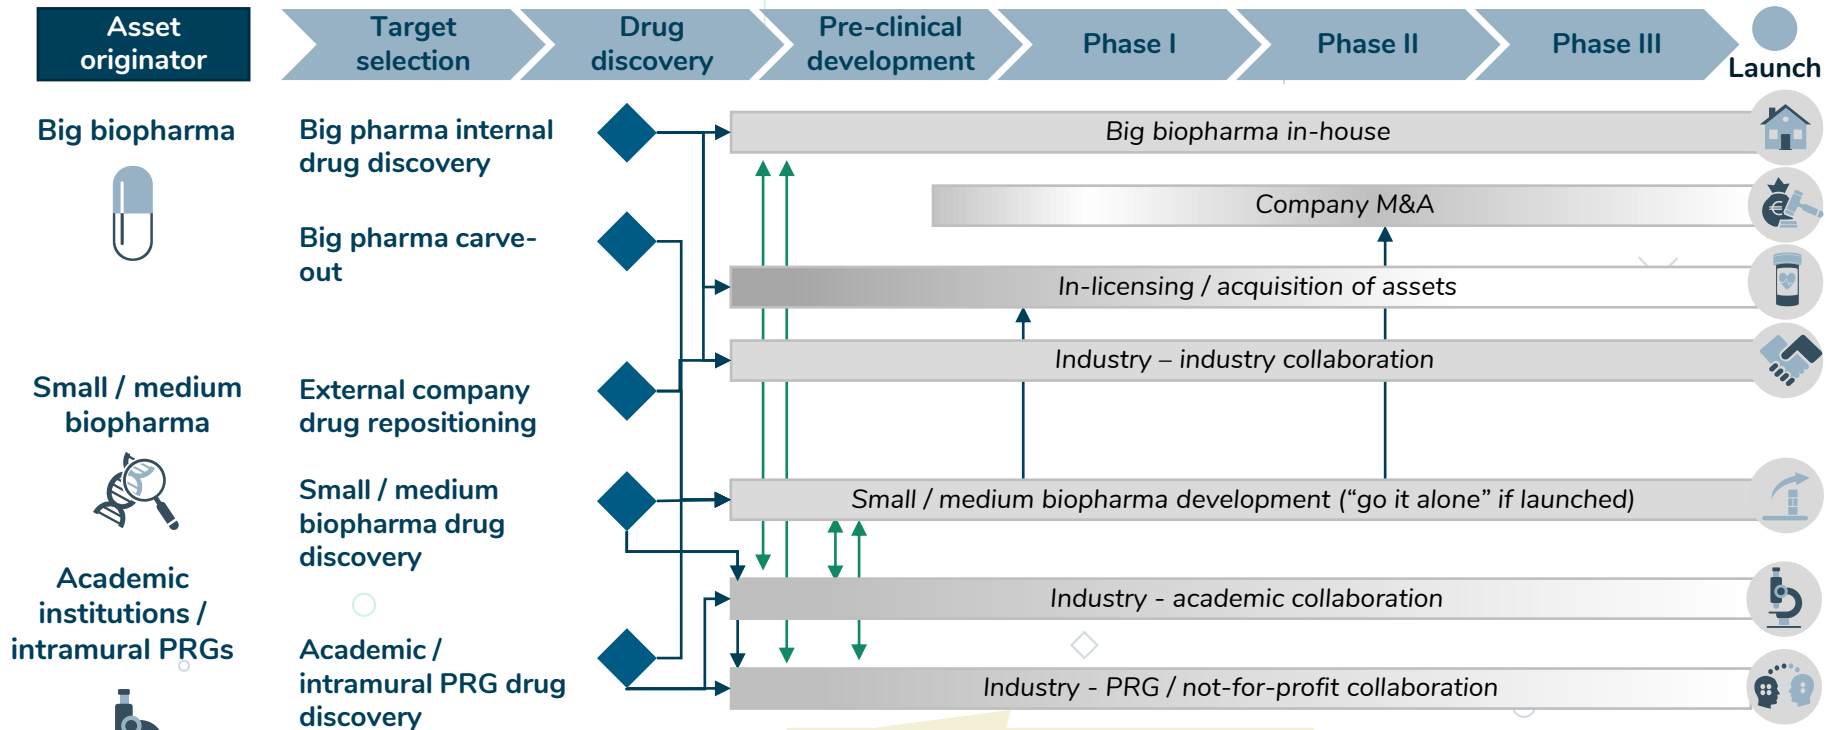 Asset
originator
Target
selection
Drug
discovery
Pre-clinical
development
Phase I
Phase II
Phase III
Launch
Big biopharma
Big pharma internal
drug discovery
Big biopharma in-house
Company M&A
Big pharma carve-
out
In-licensing / acquisition of assets
Industry – industry collaboration
Small / medium
biopharma
External company
drug repositioning
Small / medium
biopharma drug
discovery
Small / medium biopharma development (“go it alone” if launched)
Academic
institutions /
intramural PRGs
Industry - academic collaboration
Academic /
intramural PRG drug
discovery
Industry - PRG / not-for-profit collaboration
€